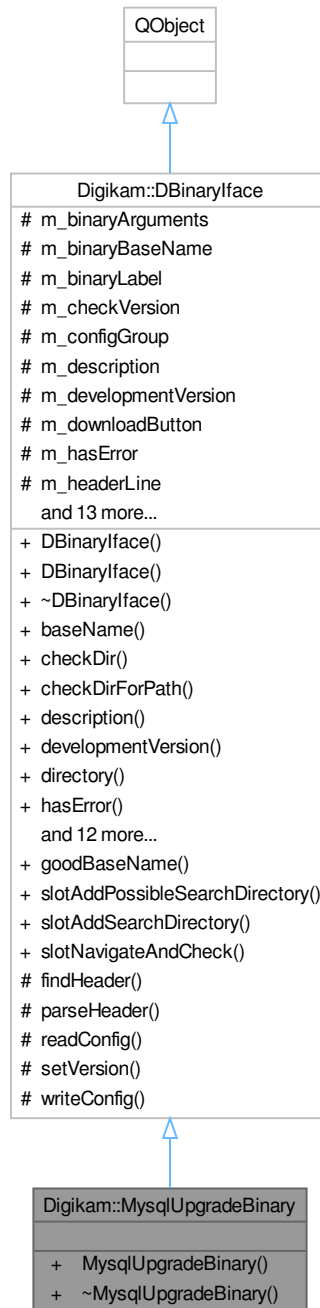 QObject
Digikam::DBinaryIface
# m_binaryArguments
# m_binaryBaseName
# m_binaryLabel
# m_checkVersion
# m_configGroup
# m_description
# m_developmentVersion
# m_downloadButton
# m_hasError
# m_headerLine
and 13 more...
+ DBinaryIface()
+ DBinaryIface()
+ ~DBinaryIface()
+ baseName()
+ checkDir()
+ checkDirForPath()
+ description()
+ developmentVersion()
+ directory()
+ hasError()
and 12 more...
+ goodBaseName()
+ slotAddPossibleSearchDirectory()
+ slotAddSearchDirectory()
+ slotNavigateAndCheck()
# findHeader()
# parseHeader()
# readConfig()
# setVersion()
# writeConfig()
Digikam::MysqlUpgradeBinary
+ MysqlUpgradeBinary()
+ ~MysqlUpgradeBinary()